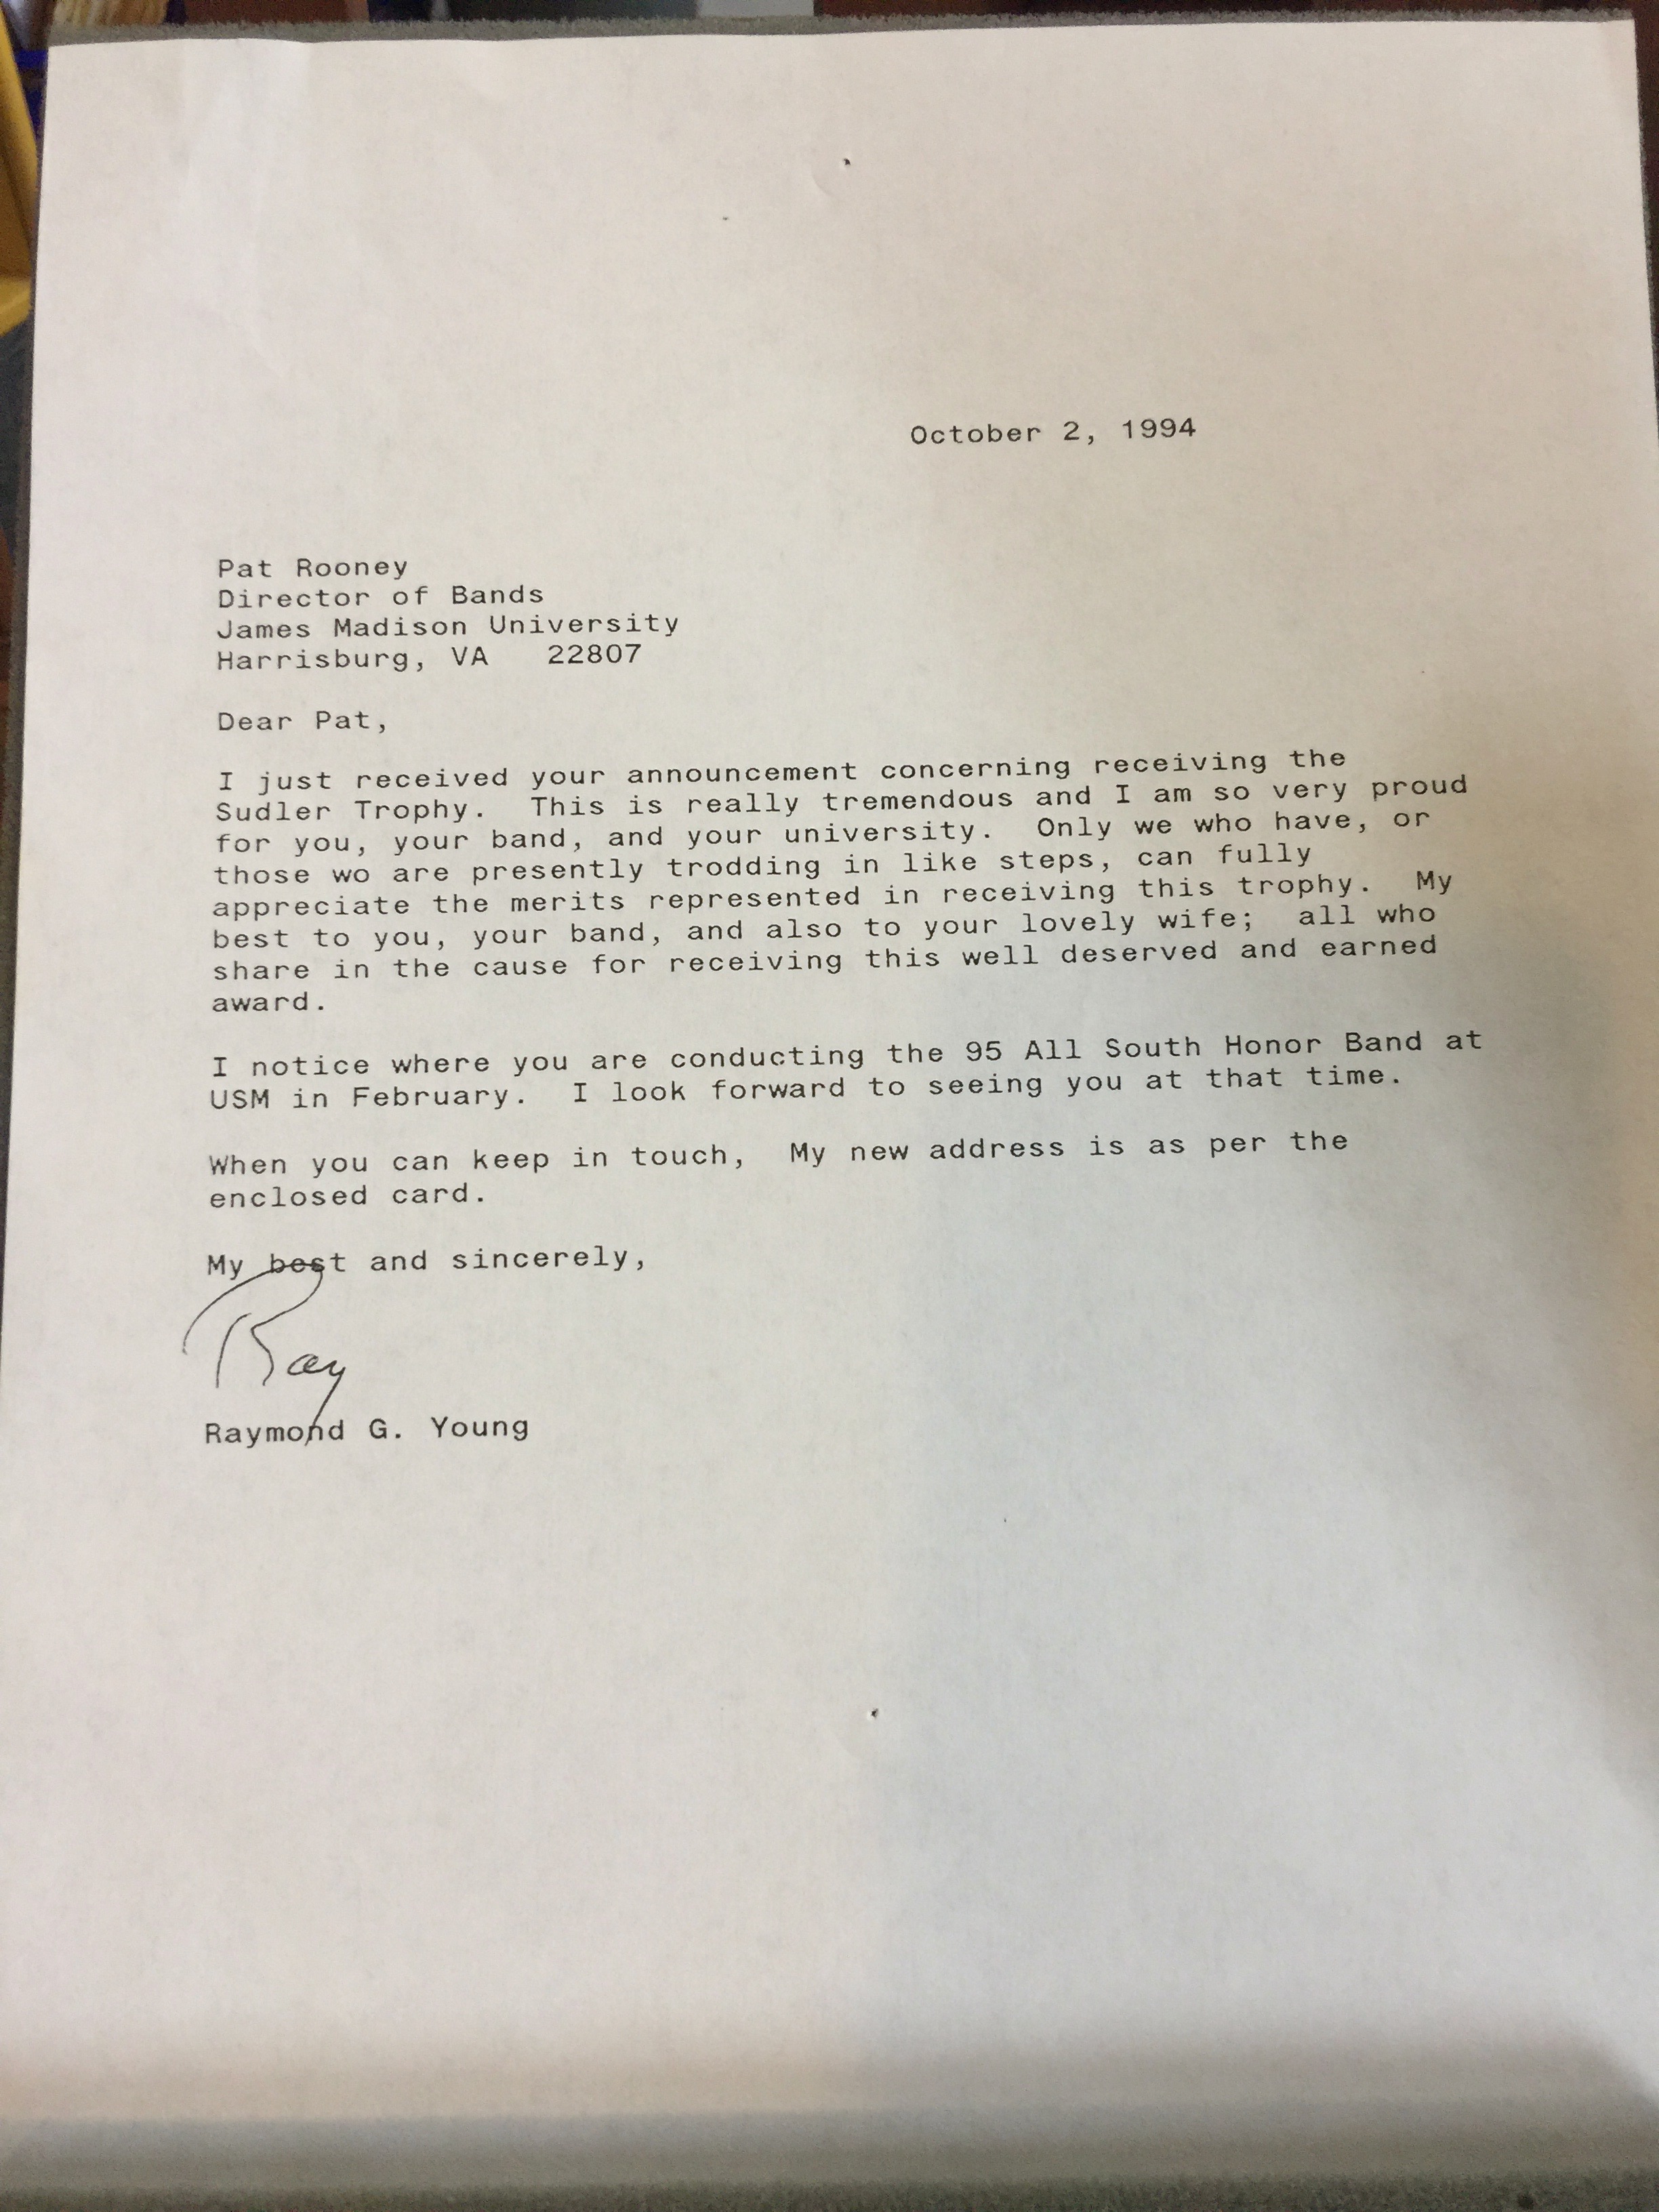 October 2, 1994
Pat Rooney
Director of Bands
James Madison University
Harrisburg, VA   22807
Dear Pat,
I just received your announcement concerning receiving the
Sudler Trophy.  This is really tremendous and I am so very proud
for you, your band, and your university.  Only we who have, or
those wo are presently trodding in like steps, can fully
appreciate the merits represented in receiving this trophy.  My
best to you, your band, and also to your lovely wife;  all who
share in the cause for receiving this well deserved and earned
award.
I notice where you are conducting the 95 All South Honor Band at
USM in February.  I look forward to seeing you at that time.
When you can keep in touch,  My new address is as per the
enclosed card.
My best and sincerely,
Ray
Raymond G. Young